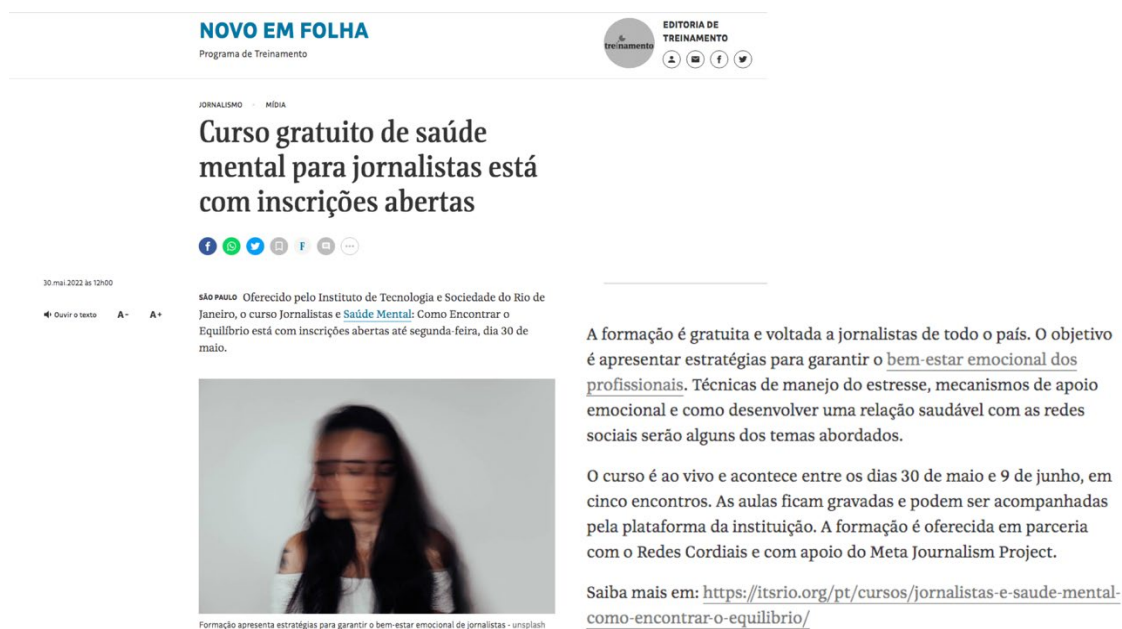 NOVO EM FOLHA
Programa de Treinamento
treinamento
EDITORIA DE
TREINAMENTO
JORNALISMO · MÍDIA
Curso gratuito de saúde
mental para jornalistas está
com inscrições abertas
30.mai.2022 às 12h00
Ouvir o texto A- A+
SÃO PAULO Oferecido pelo Instituto de Tecnologia e Sociedade do Rio de
Janeiro, o curso Jornalistas e Saúde Mental: Como Encontrar o
Equilíbrio está com inscrições abertas até segunda-feira, dia 30 de
maio.
Formação apresenta estratégias para garantir o bem-estar emocional de jornalistas - unsplash
A formação é gratuita e voltada a jornalistas de todo o país. O objetivo
é apresentar estratégias para garantir o bem-estar emocional dos
profissionais. Técnicas de manejo do estresse, mecanismos de apoio
emocional e como desenvolver uma relação saudável com as redes
sociais serão alguns dos temas abordados.
O curso é ao vivo e acontece entre os dias 30 de maio e 9 de junho, em
cinco encontros. As aulas ficam gravadas e podem ser acompanhadas
pela plataforma da instituição. A formação é oferecida em parceria
com o Redes Cordiais e com apoio do Meta Journalism Project.
Saiba mais em: https://itsrio.org/pt/cursos/jornalistas-e-saude-mental-
como-encontrar-o-equilibrio/